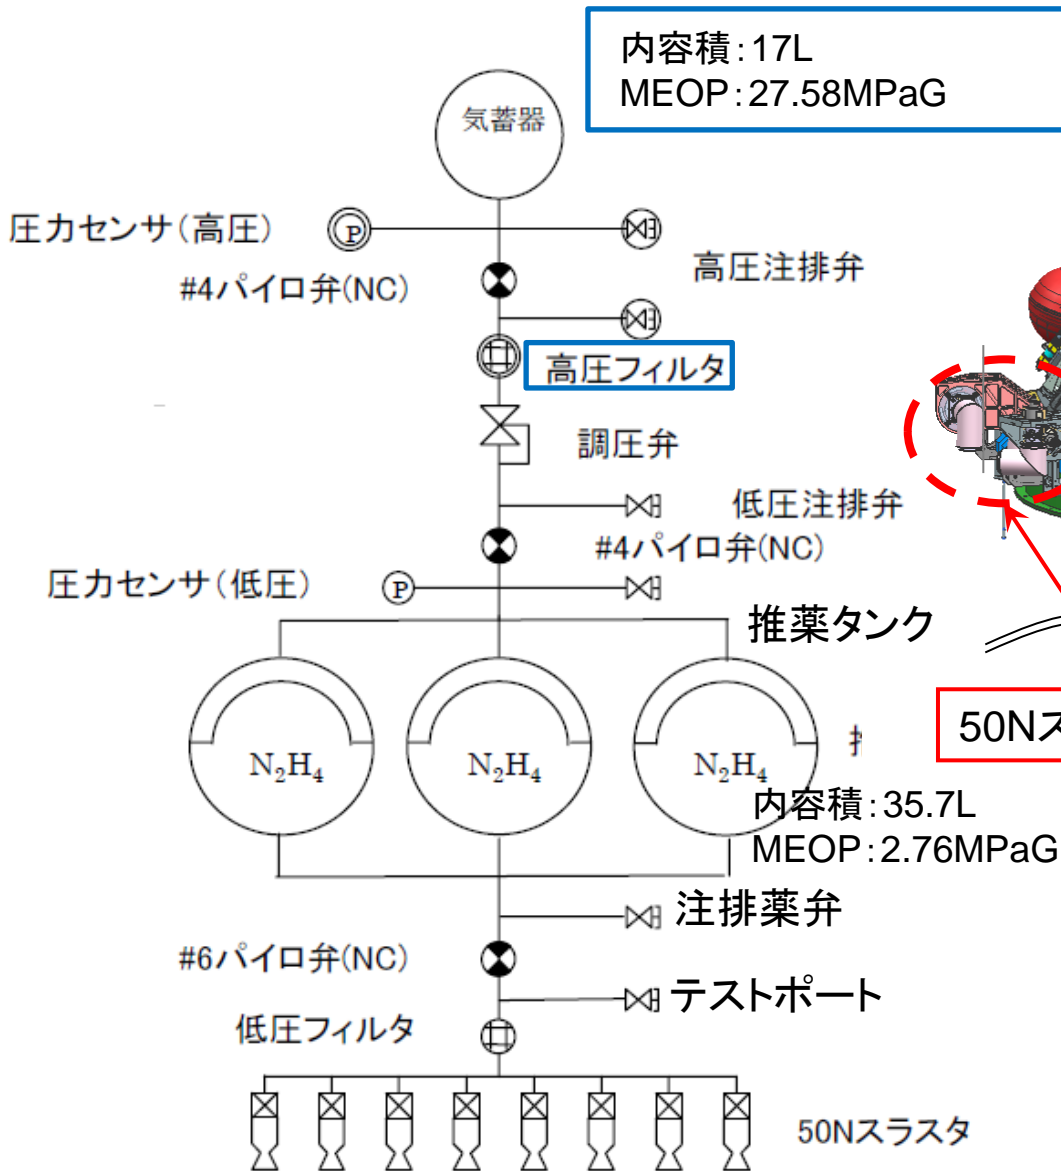 内容積：17L
MEOP：27.58MPaG
気蓄器
圧力センサ（高圧）
P
高圧注排弁
#4パイロ弁(NC)
高圧フィルタ
調圧弁
低圧注排弁
#4パイロ弁(NC)
圧力センサ（低圧）
P
推薬タンク
N₂H₄
N₂H₄
N₂H₄
50Nス
内容積：35.7L
MEOP：2.76MPaG
注排薬弁
#6パイロ弁(NC)
テストポート
低圧フィルタ
50Nスラスタ